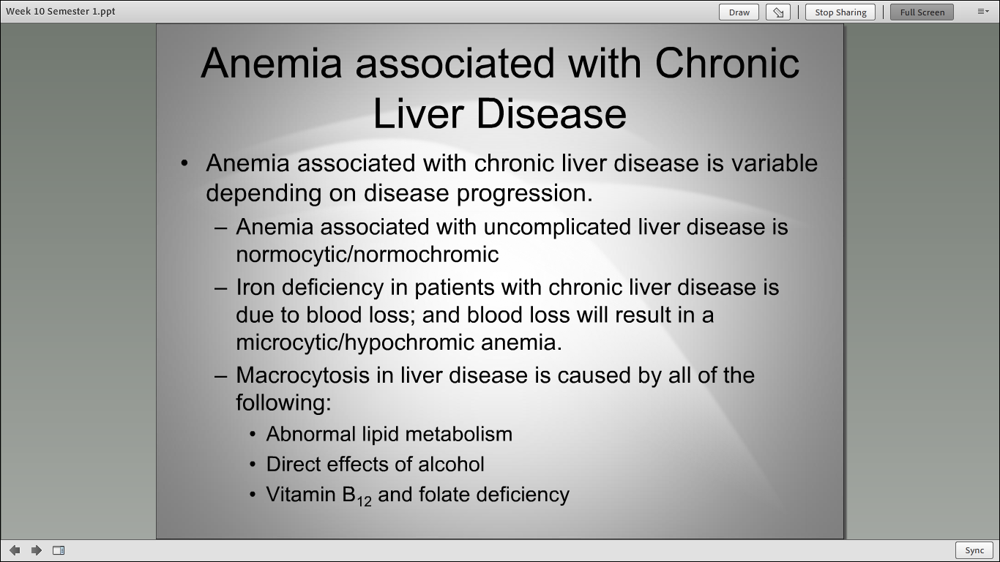 Week 10 Semester 1.ppt
Draw
Stop Sharing
Full Screen
Anemia associated with Chronic
Liver Disease
• Anemia associated with chronic liver disease is variable
depending on disease progression.
– Anemia associated with uncomplicated liver disease is
normocytic/normochromic
– Iron deficiency in patients with chronic liver disease is
due to blood loss; and blood loss will result in a
microcytic/hypochromic anemia.
– Macrocytosis in liver disease is caused by all of the
following:
• Abnormal lipid metabolism
• Direct effects of alcohol
• Vitamin B12 and folate deficiency
Sync